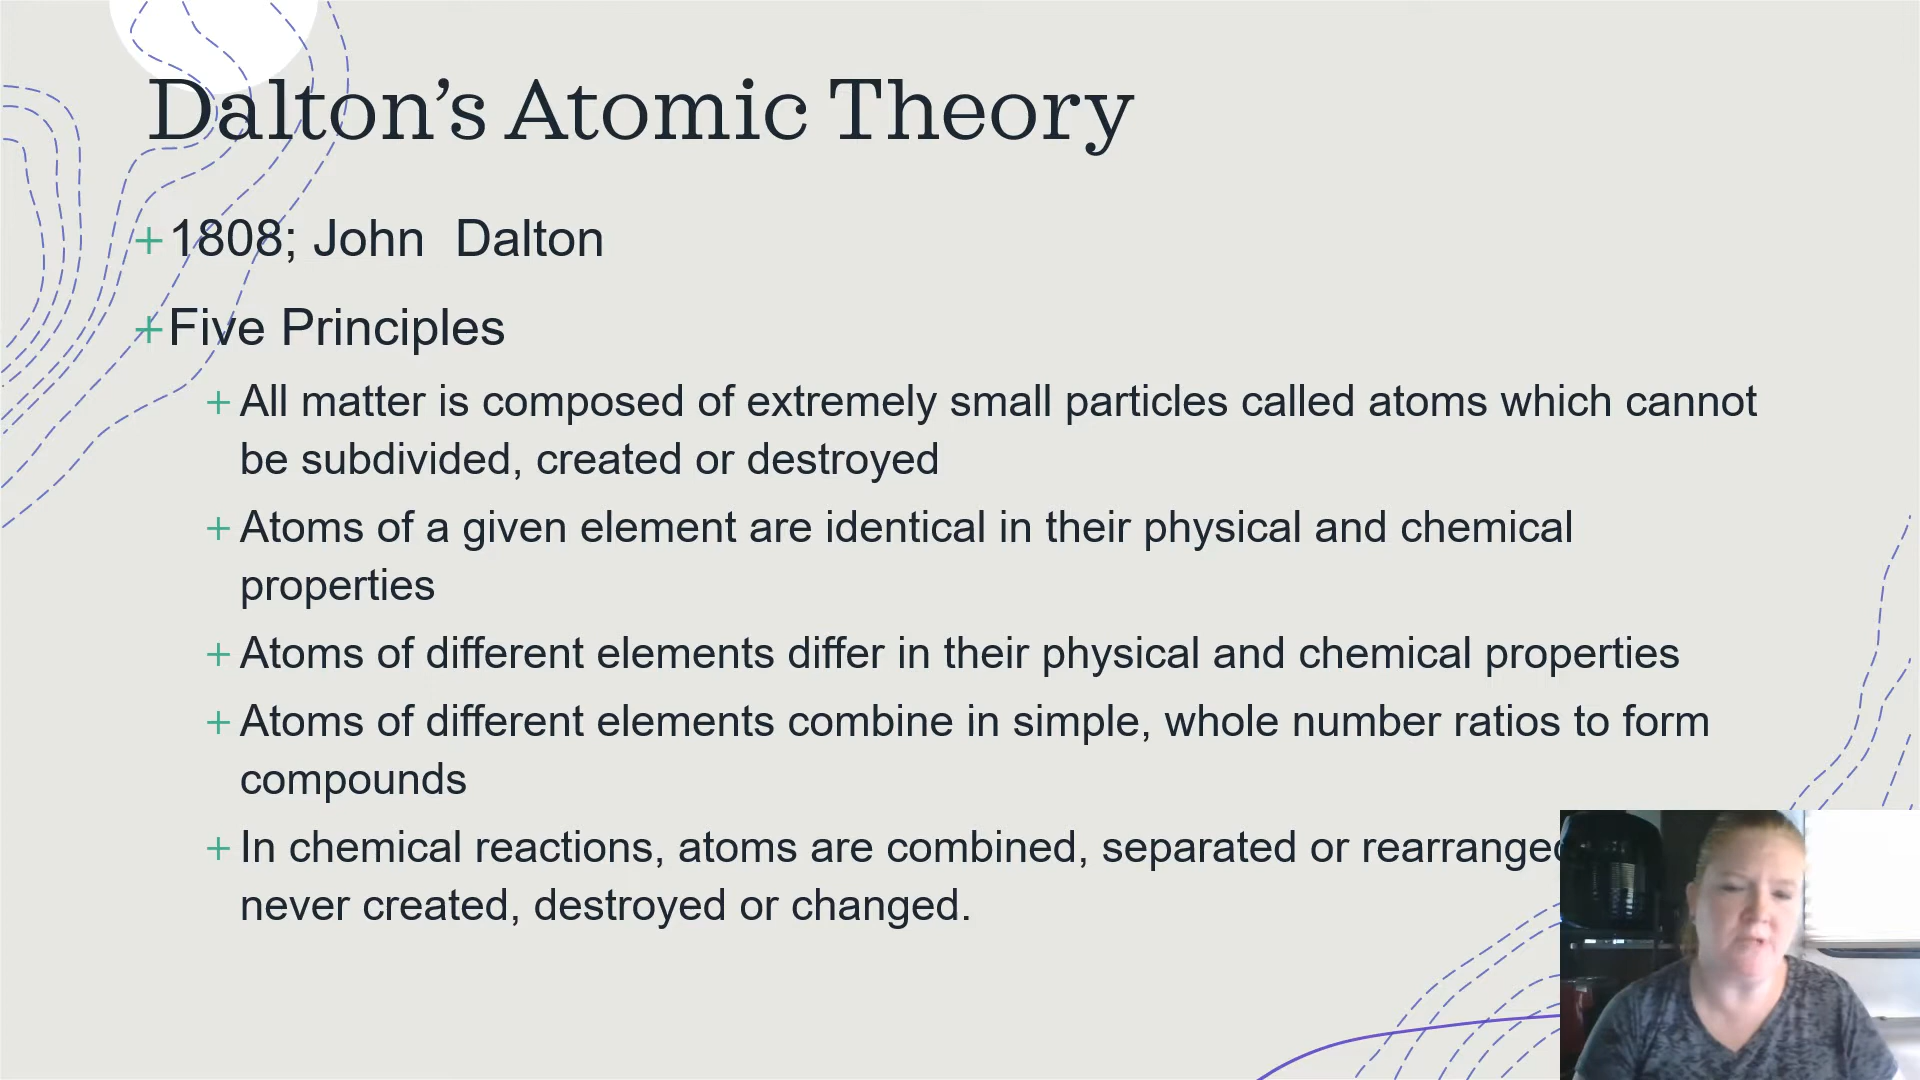 Dalton’s Atomic Theory
1808; John  Dalton
Five Principles
All matter is composed of extremely small particles called atoms which cannot
be subdivided, created or destroyed
Atoms of a given element are identical in their physical and chemical
properties
Atoms of different elements differ in their physical and chemical properties
Atoms of different elements combine in simple, whole number ratios to form
compounds
In chemical reactions, atoms are combined, separated or rearranged
never created, destroyed or changed.